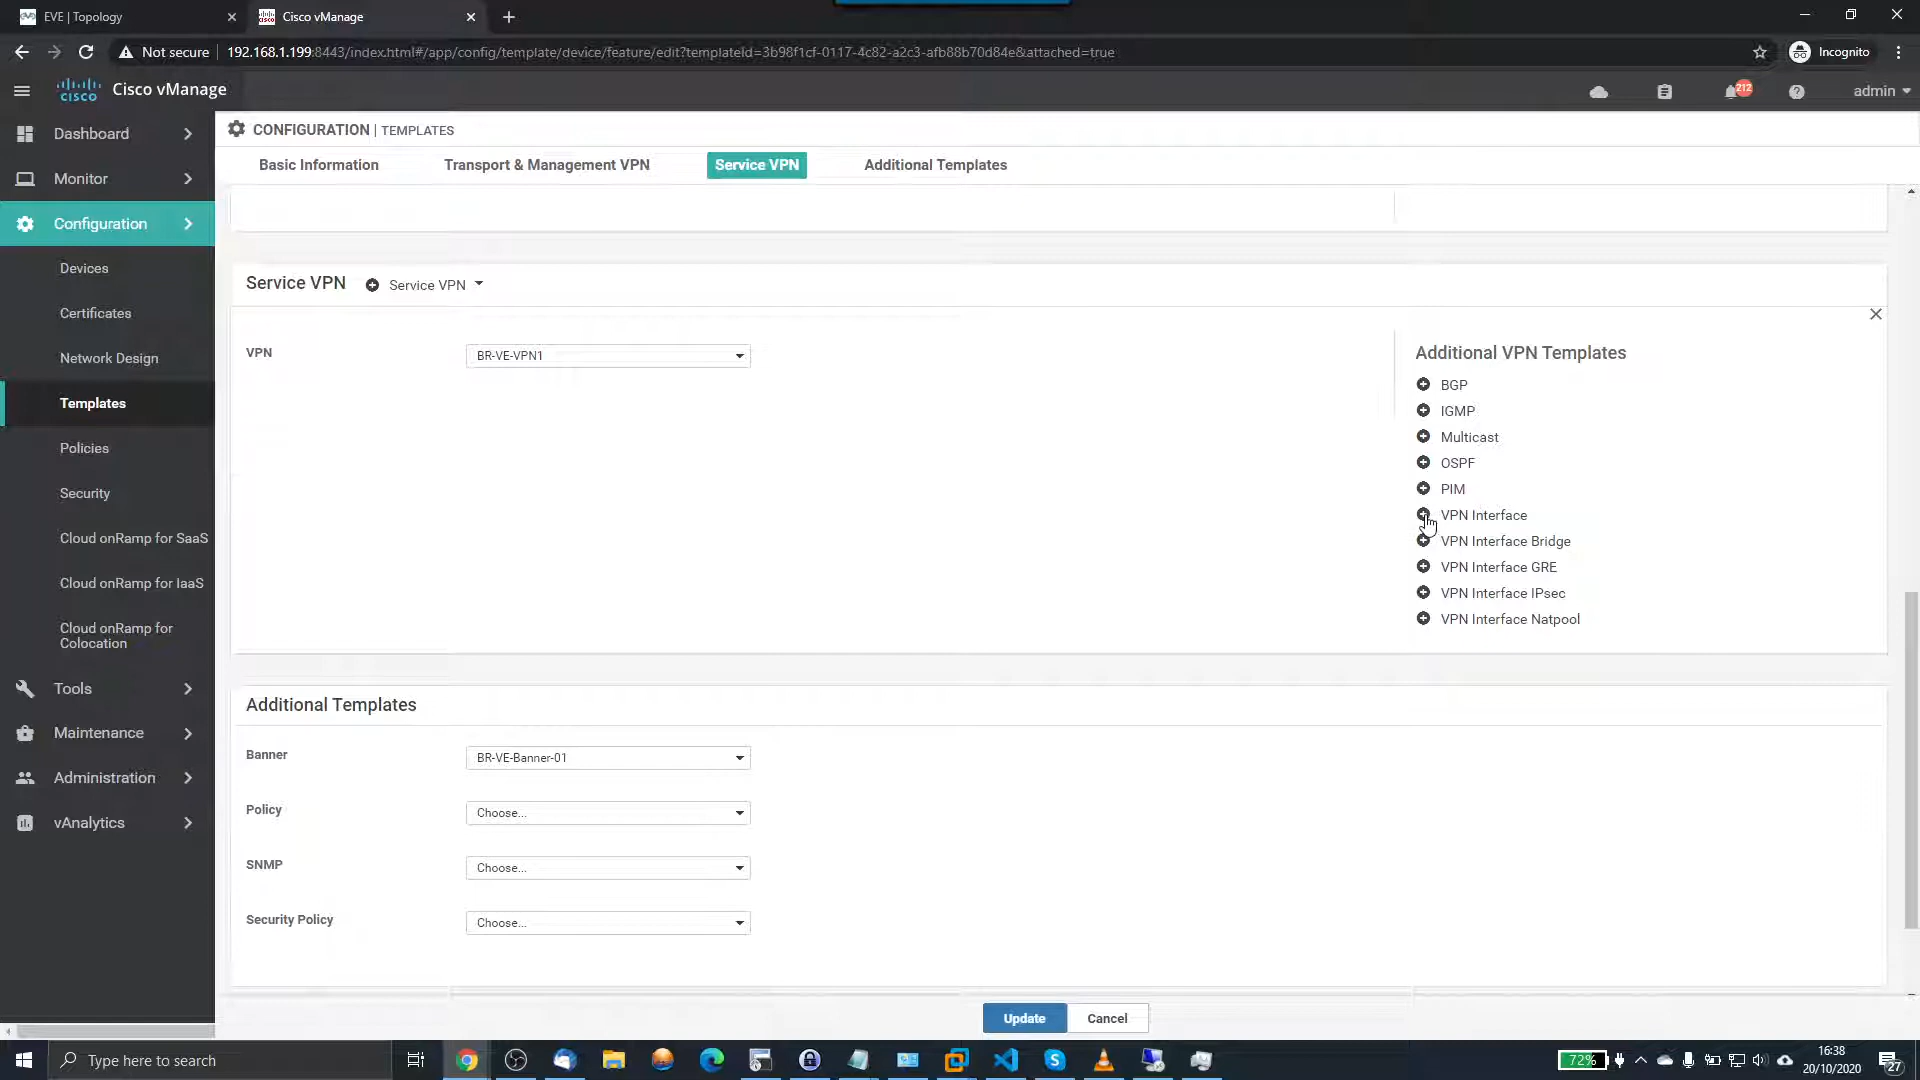 EVE | Topology
Cisco vManage
Not secure
192.168.1.199:8443/index.html#/app/config/template/device/feature/edit?templateId=3b98f1cf-0117-4c82-a2c3-afb88b70d84e&attached=true
Incognito
cisco
Cisco vManage
212
admin
Dashboard
Monitor
Configuration
Devices
Certificates
Network Design
Templates
Policies
Security
Cloud onRamp for SaaS
Cloud onRamp for IaaS
Cloud onRamp for
Colocation
Tools
Maintenance
Administration
vAnalytics
CONFIGURATION | TEMPLATES
Basic Information
Transport & Management VPN
Service VPN
Additional Templates
Service VPN
Service VPN
VPN
BR-VE-VPN1
Additional VPN Templates
BGP
IGMP
Multicast
OSPF
PIM
VPN Interface
VPN Interface Bridge
VPN Interface GRE
VPN Interface IPsec
VPN Interface Natpool
Additional Templates
Banner
BR-VE-Banner-01
Policy
Choose...
SNMP
Choose...
Security Policy
Choose...
Update
Cancel
Type here to search
72%
16:38
20/10/2020
27